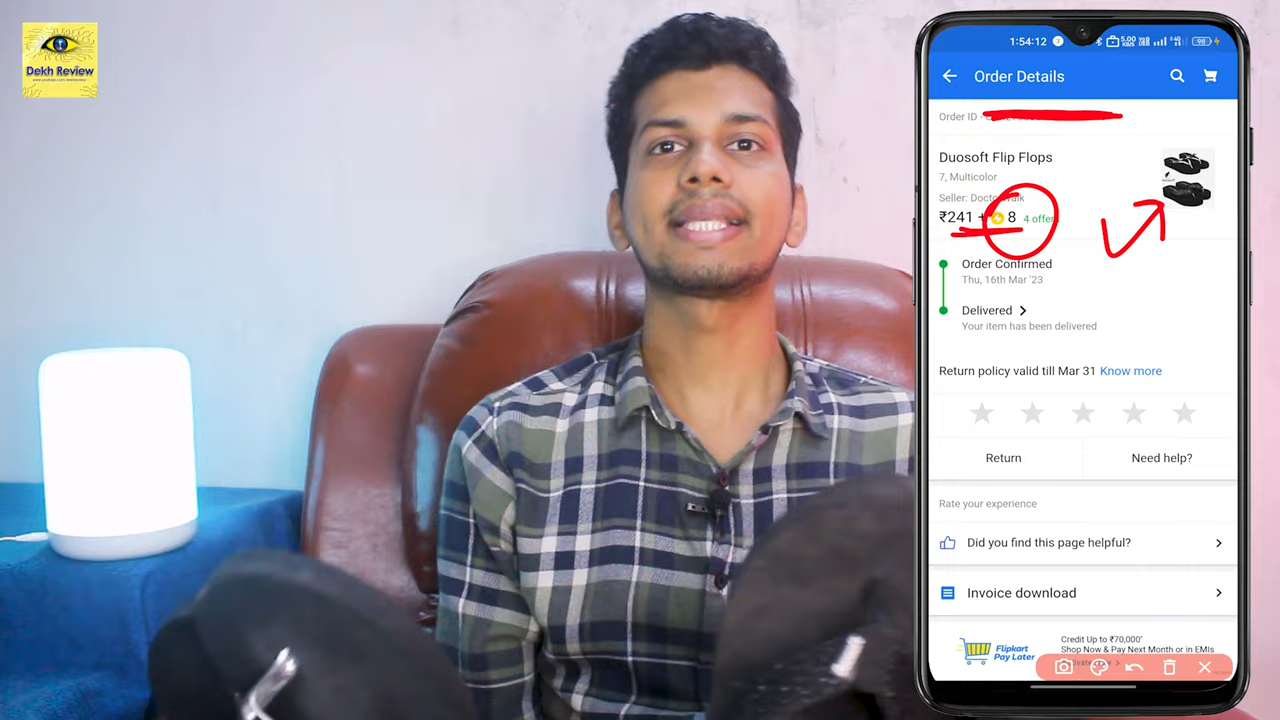 Dekh Review
1:54:12
5.00
98
Order Details
Order ID -
Duosoft Flip Flops
7, Multicolor
Seller:
₹241 + 8 4 offers
Order Confirmed
Thu, 16th Mar '23
Delivered
Your item has been delivered
Return policy valid till Mar 31 Know more
Return
Need help?
Rate your experience
Did you find this page helpful?
Invoice download
Flipkart
Pay Later
Credit Up to ₹70,000*
Shop Now & Pay Next Month or in EMIs